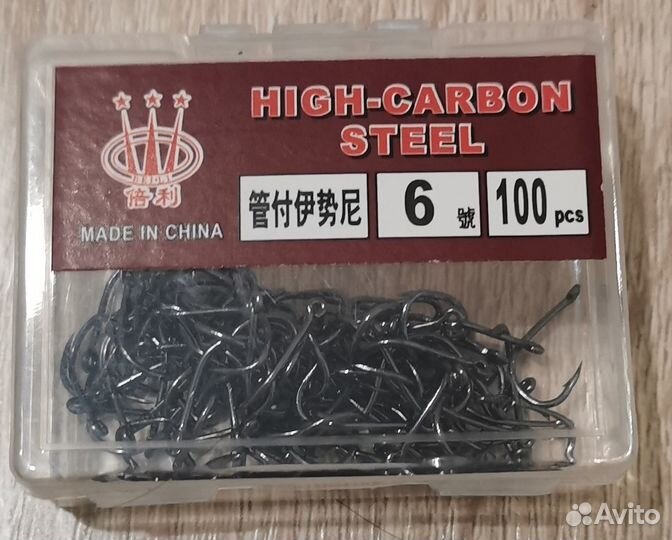 HIGH-CARBON
STEEL
倍利
MADE IN CHINA
管付伊势尼
6 號
100 pcs
Avito